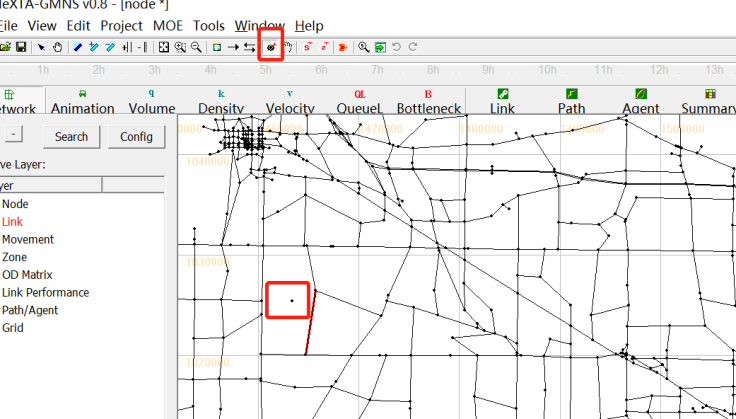 NeXTA-GMNS v0.8 - [node *]
File View Edit Project MOE Tools Window Help
1h 2h 3h 4h 5h 6h 7h 8h 9h 10h 11h 12h 13h
q k v QL B
etwork Animation Volume Density Velocity QueueL Bottleneck Link Path Agent Summary
- Search Config
ve Layer:
yer
Node
Link
Movement
Zone
OD Matrix
Link Performance
Path/Agent
Grid
1470000 1480000 1500000
1040000
1030000
1020000